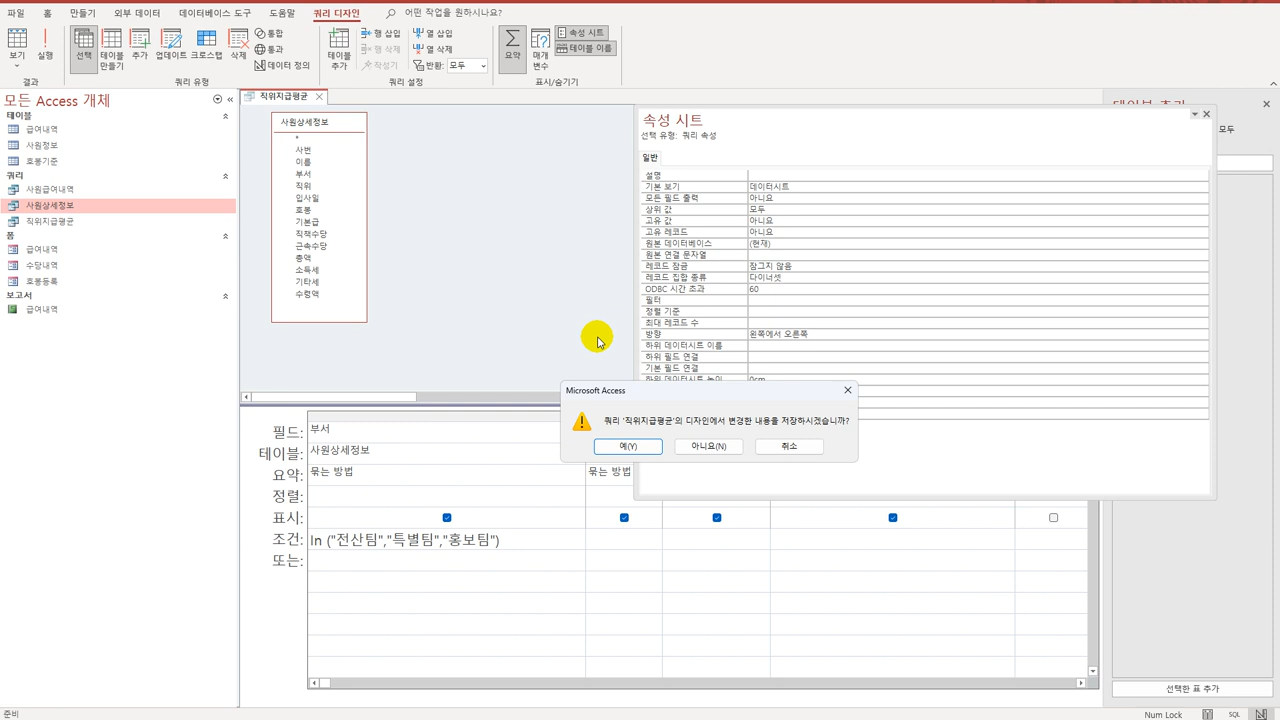 파일 홈 만들기 외부 데이터 데이터베이스 도구 도움말 쿼리 디자인 어떤 작업을 원하시나요?
보기 실행 선택 테이블 만들기 추가 업데이트 크로스탭 삭제 통합 통과 데이터 정의
테이블 추가 행 삽입 행 삭제 작성기 열 삽입 열 삭제 반환: 모두
요약 매개 변수 속성 시트 테이블 이름
결과 쿼리 유형 쿼리 설정 표시/숨기기
모든 Access 개체
테이블
급여내역
사원정보
호봉기준
쿼리
사원급여내역
사원상세정보
직위지급평균
폼
급여내역
수당내역
호봉등록
보고서
급여내역
직위지급평균
사원상세정보
*
사번
이름
부서
직위
입사일
호봉
기본급
직책수당
근속수당
총액
소득세
기타세
수령액
속성 시트
선택 유형: 쿼리 속성
일반
설명
기본 보기 데이터시트
모든 필드 출력 아니요
상위 값 모두
고유 값 아니요
고유 레코드 아니요
원본 데이터베이스 (현재)
원본 연결 문자열
레코드 잠금 잠그지 않음
레코드 집합 종류 다이너셋
ODBC 시간 초과 60
필터
정렬 기준
최대 레코드 수
방향 왼쪽에서 오른쪽
하위 데이터시트 이름
하위 필드 연결
기본 필드 연결
하위 데이터시트 높이 0cm
모두
Microsoft Access
쿼리 '직위지급평균'의 디자인에서 변경한 내용을 저장하시겠습니까?
예(Y) 아니요(N) 취소
필드: 부서
테이블: 사원상세정보
요약: 묶는 방법 묶는 방법
정렬:
표시:
조건: In ("전산팀","특별팀","홍보팀")
또는:
선택한 표 추가
준비 Num Lock SQL